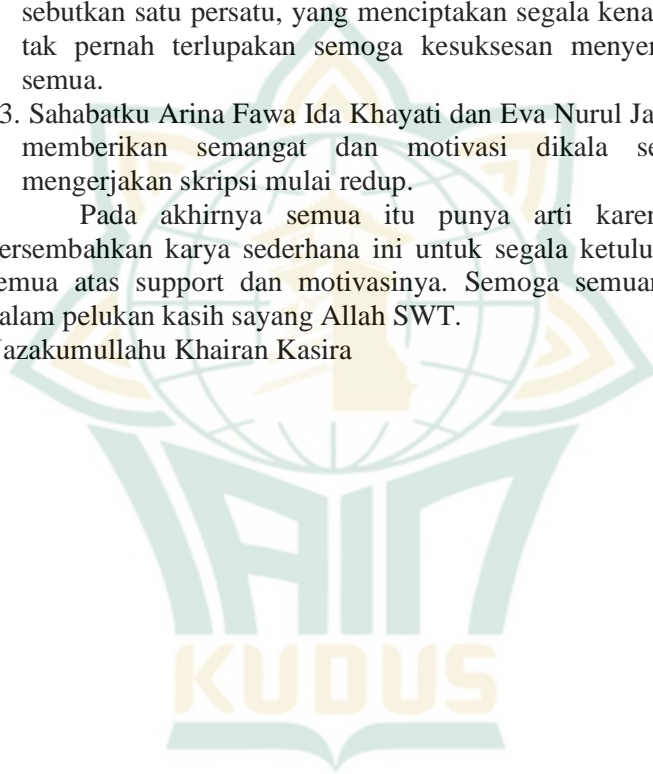 sebutkan satu persatu, yang menciptakan segala kena
tak pernah terlupakan semoga kesuksesan menyer
semua.
3. Sahabatku Arina Fawa Ida Khayati dan Eva Nurul Ja
memberikan semangat dan motivasi dikala se
mengerjakan skripsi mulai redup.
Pada akhirnya semua itu punya arti karen
ersembahkan karya sederhana ini untuk segala ketulu
emua atas support dan motivasinya. Semoga semuan
alam pelukan kasih sayang Allah SWT.
azakumullahu Khairan Kasira
IAIN
KUDUS